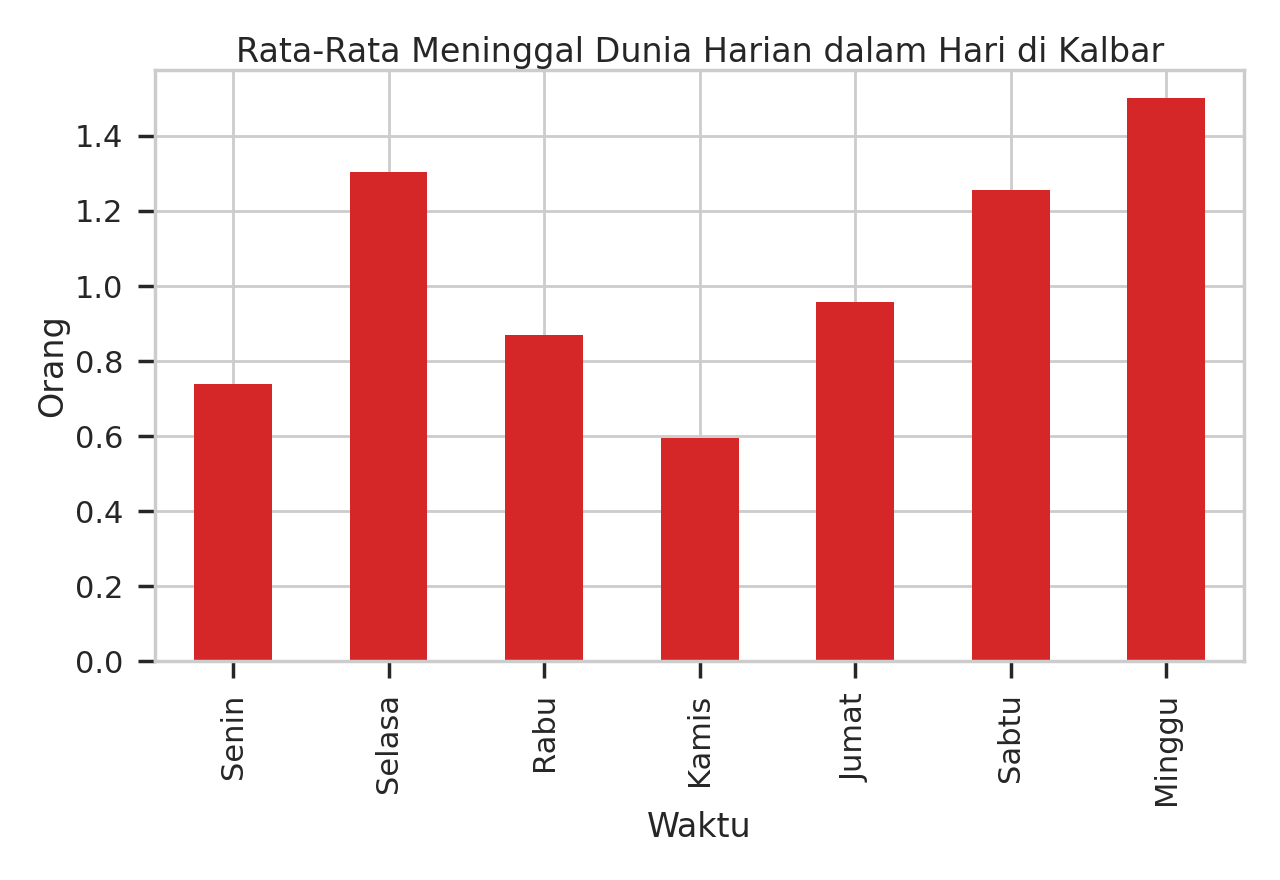 Rata-Rata Meninggal Dunia Harian dalam Hari di Kalbar
1.4
1.2
1.0
0.8
0.6
0.4
0.2
0.0
Orang
Senin
Selasa
Rabu
Kamis
Jumat
Sabtu
Minggu
Waktu